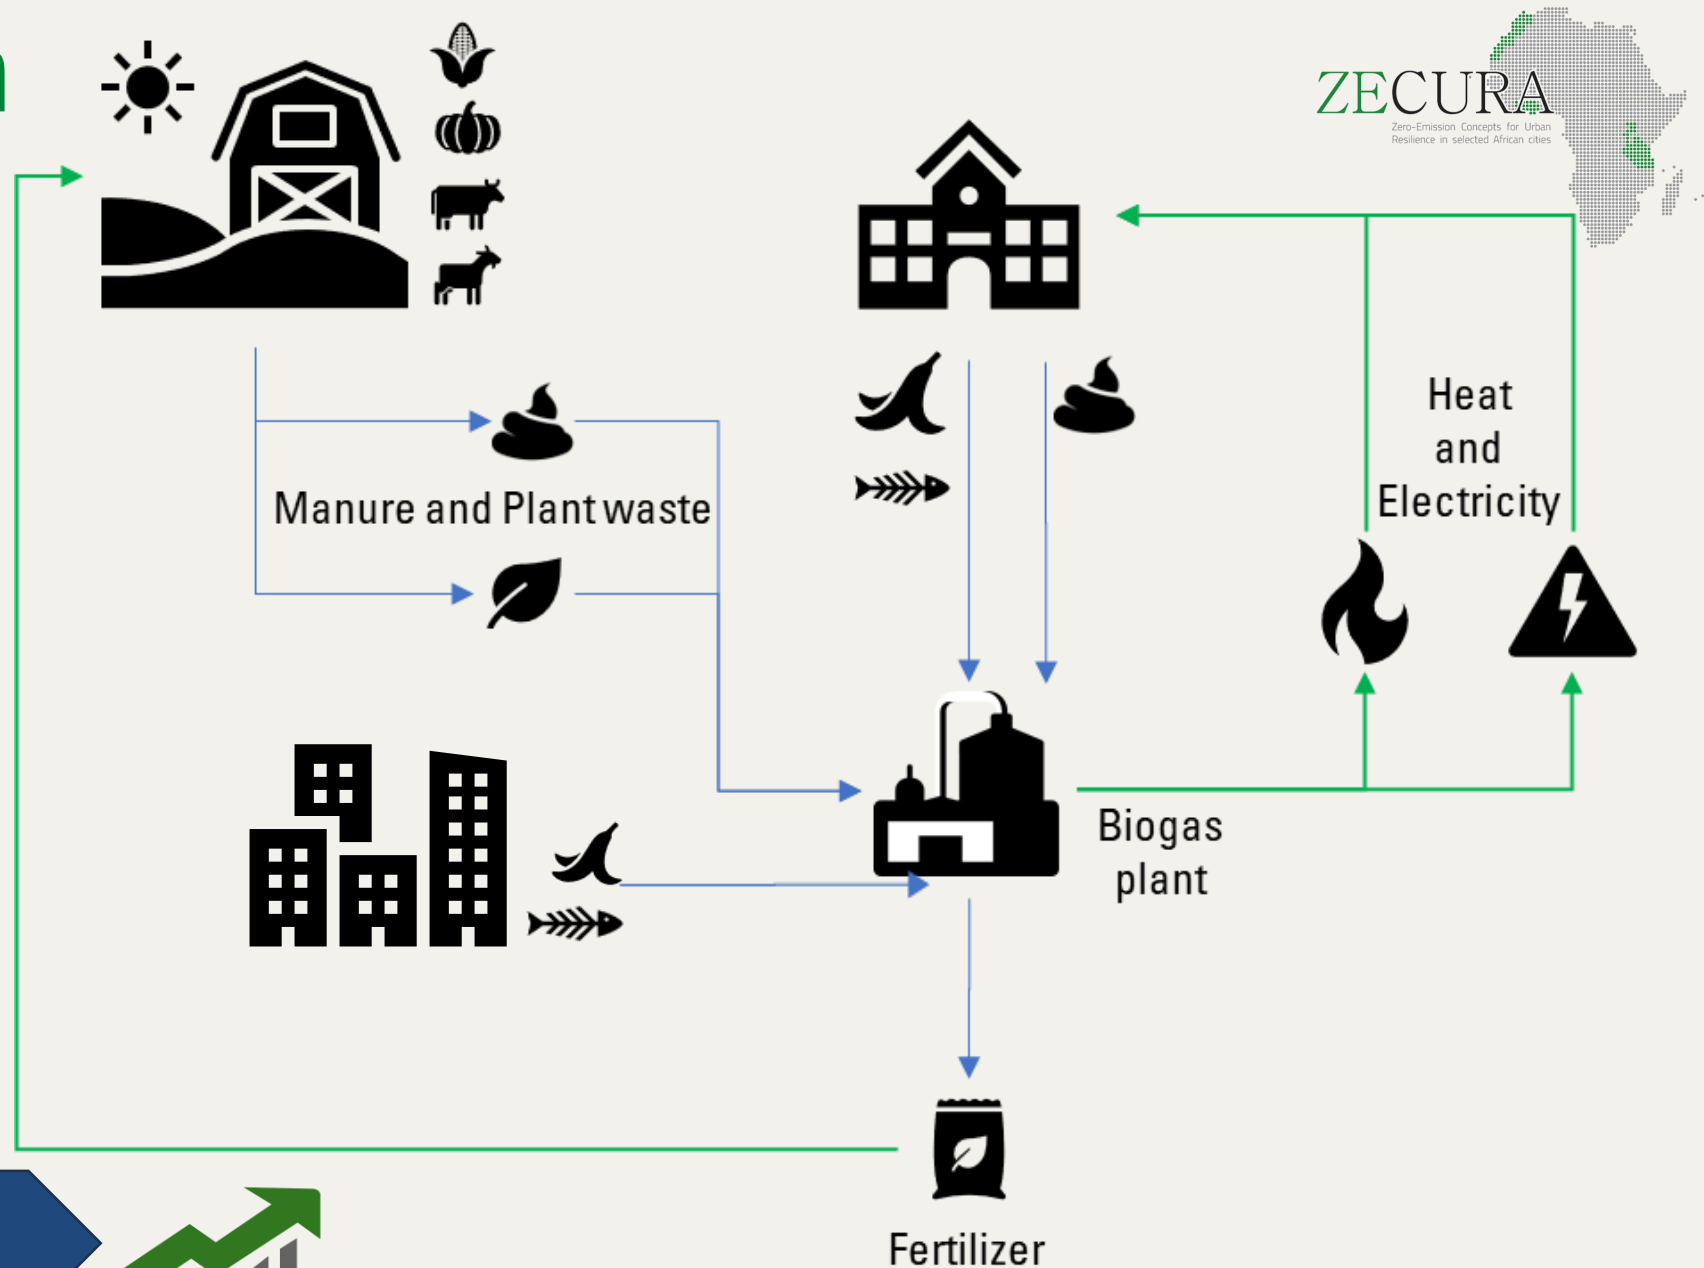 ZECURA
Zero-Emission Concepts for Urban
Resilience in selected African cities
Heat
and
Electricity
Manure and Plant waste
Biogas
plant
Fertilizer